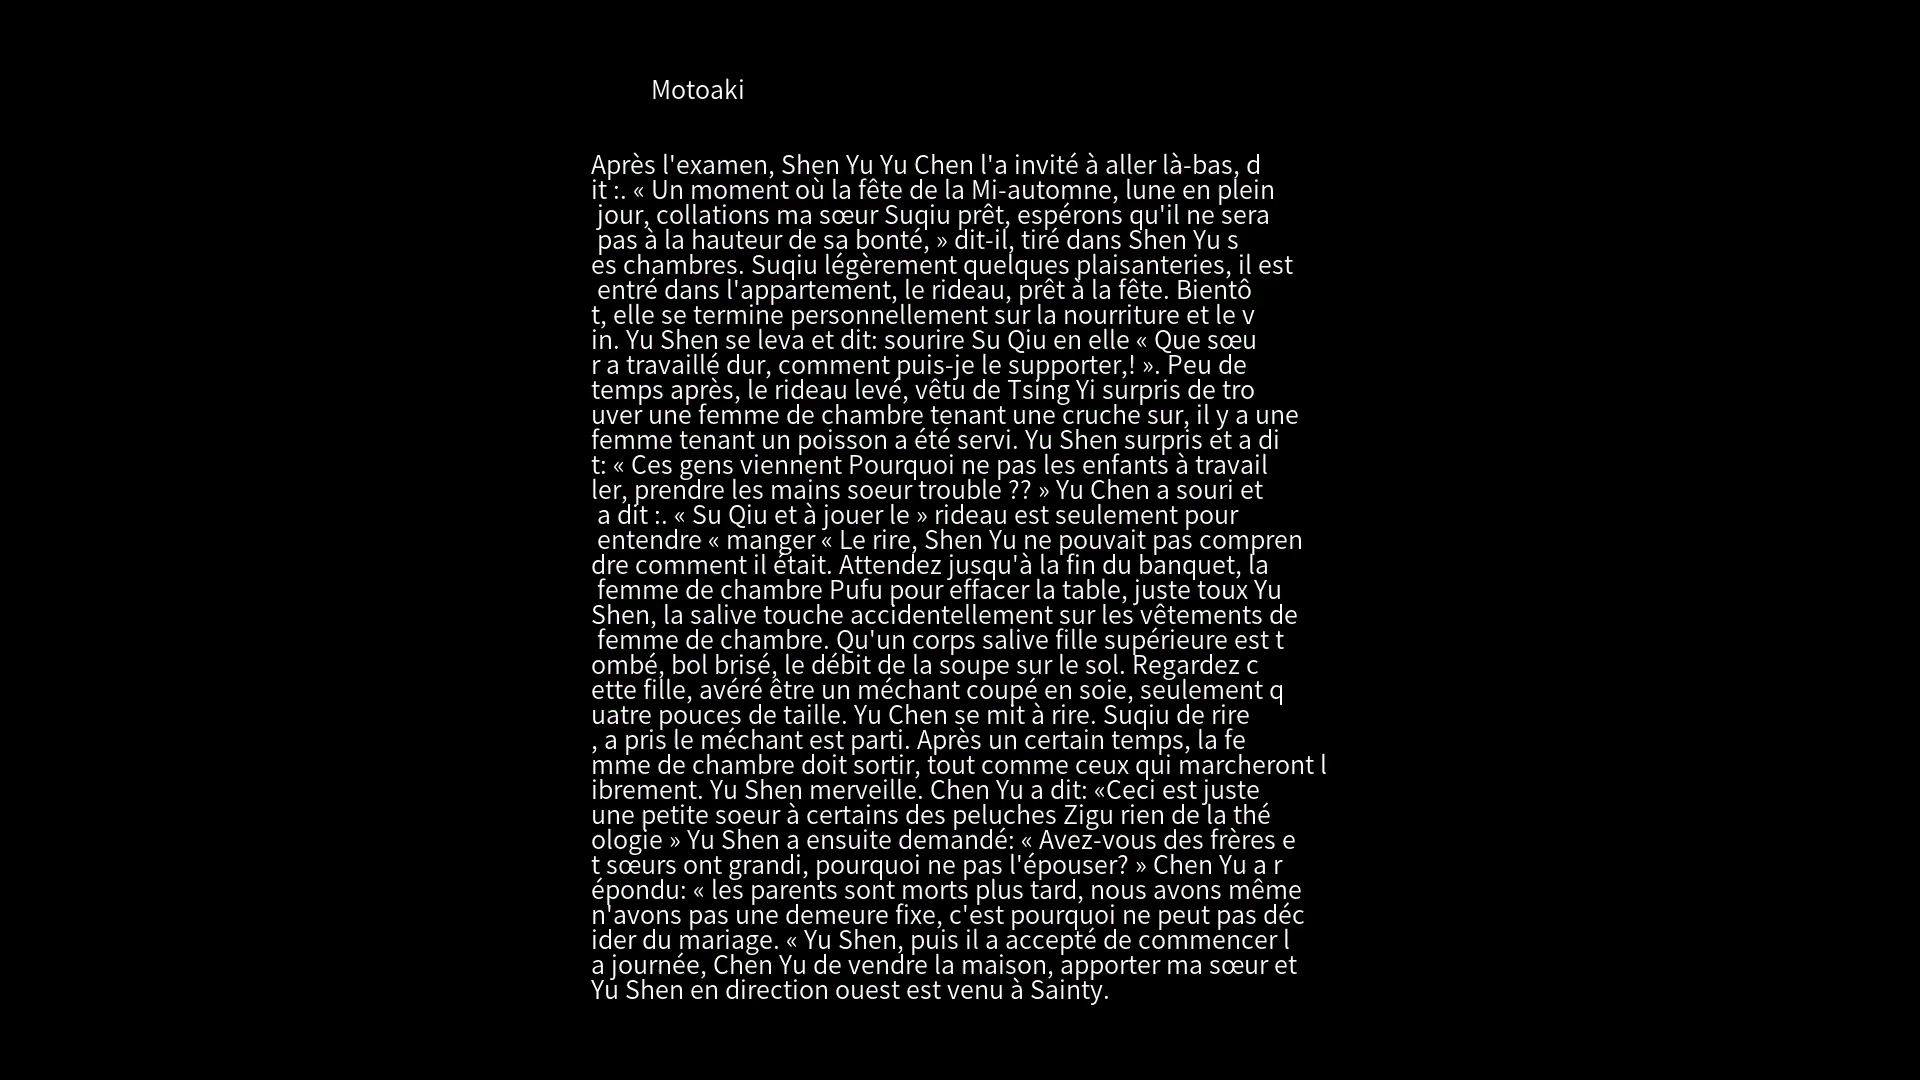 Motoaki
Après l'examen, Shen Yu Yu Chen l'a invité à aller là-bas, d
it :. « Un moment où la fête de la Mi-automne, lune en plein
jour, collations ma sœur Suqiu prêt, espérons qu'il ne sera
pas à la hauteur de sa bonté, » dit-il, tiré dans Shen Yu s
es chambres. Suqiu légèrement quelques plaisanteries, il est
entré dans l'appartement, le rideau, prêt à la fête. Bientô
t, elle se termine personnellement sur la nourriture et le v
in. Yu Shen se leva et dit: sourire Su Qiu en elle « Que sœu
r a travaillé dur, comment puis-je le supporter,! ». Peu de
temps après, le rideau levé, vêtu de Tsing Yi surpris de tro
uver une femme de chambre tenant une cruche sur, il y a une
femme tenant un poisson a été servi. Yu Shen surpris et a di
t: « Ces gens viennent Pourquoi ne pas les enfants à travail
ler, prendre les mains soeur trouble ?? » Yu Chen a souri et
a dit :. « Su Qiu et à jouer le » rideau est seulement pour
entendre « manger « Le rire, Shen Yu ne pouvait pas compren
dre comment il était. Attendez jusqu'à la fin du banquet, la
femme de chambre Pufu pour effacer la table, juste toux Yu
Shen, la salive touche accidentellement sur les vêtements de
femme de chambre. Qu'un corps salive fille supérieure est t
ombé, bol brisé, le débit de la soupe sur le sol. Regardez c
ette fille, avéré être un méchant coupé en soie, seulement q
uatre pouces de taille. Yu Chen se mit à rire. Suqiu de rire
, a pris le méchant est parti. Après un certain temps, la fe
mme de chambre doit sortir, tout comme ceux qui marcheront l
ibrement. Yu Shen merveille. Chen Yu a dit: «Ceci est juste
une petite soeur à certains des peluches Zigu rien de la thé
ologie » Yu Shen a ensuite demandé: « Avez-vous des frères e
t sœurs ont grandi, pourquoi ne pas l'épouser? » Chen Yu a r
épondu: « les parents sont morts plus tard, nous avons même
n'avons pas une demeure fixe, c'est pourquoi ne peut pas déc
ider du mariage. « Yu Shen, puis il a accepté de commencer l
a journée, Chen Yu de vendre la maison, apporter ma sœur et
Yu Shen en direction ouest est venu à Sainty.